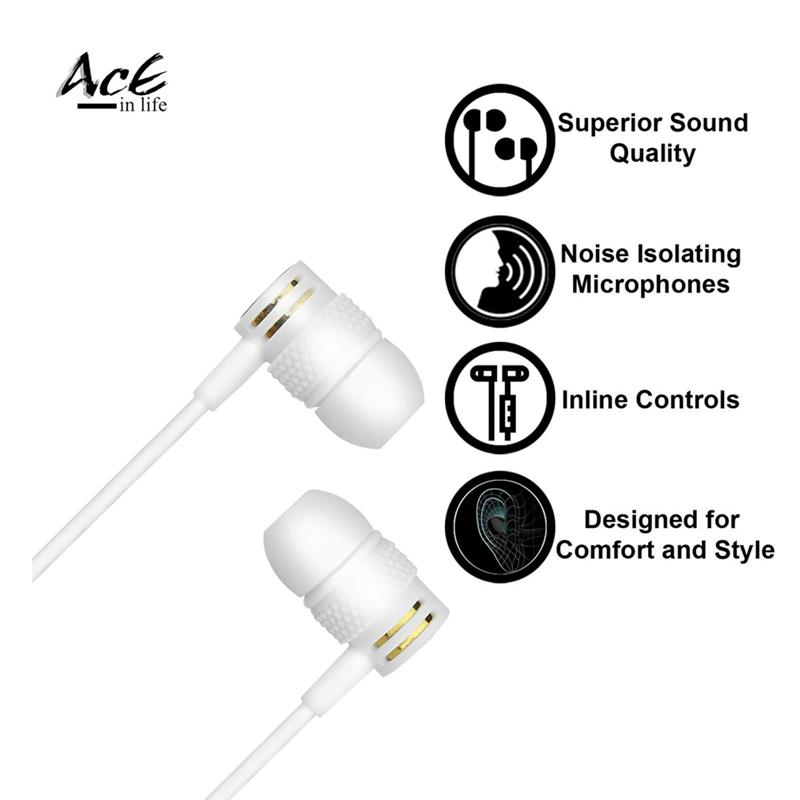 AcE
in life
Superior Sound
Quality
Noise Isolating
Microphones
Inline Controls
Designed for
Comfort and Style